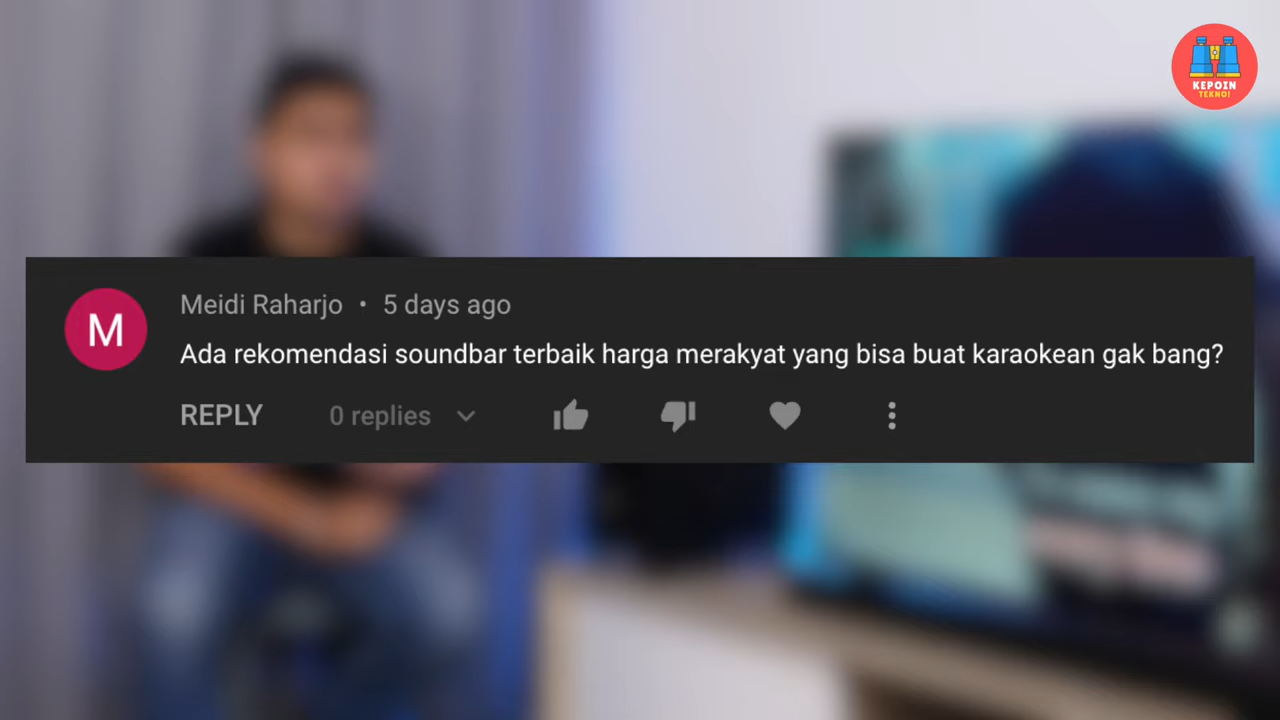 KEPOIN
TEKNO!
M
Meidi Raharjo • 5 days ago
Ada rekomendasi soundbar terbaik harga merakyat yang bisa buat karaokean gak bang?
REPLY 0 replies